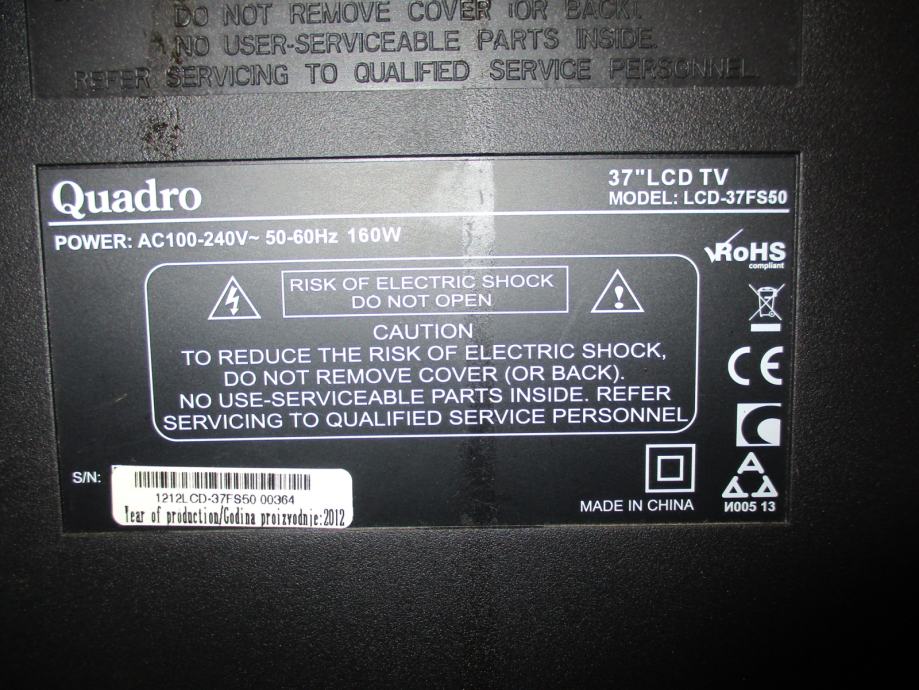 DO NOT REMOVE COVER (OR BACK).
NO USER-SERVICEABLE PARTS INSIDE.
REFER SERVICING TO QUALIFIED SERVICE PERSONNEL
Quadro
37"LCD TV
MODEL: LCD-37FS50
POWER: AC100-240V~ 50-60Hz 160W
RoHS
compliant
RISK OF ELECTRIC SHOCK
DO NOT OPEN
CAUTION
TO REDUCE THE RISK OF ELECTRIC SHOCK,
DO NOT REMOVE COVER (OR BACK).
NO USE-SERVICEABLE PARTS INSIDE. REFER
SERVICING TO QUALIFIED SERVICE PERSONNEL
CE
S/N:
1212LCD-37FS50 00364
Year of production/Godina proizvodnje:2012
MADE IN CHINA
AAA
И005 13